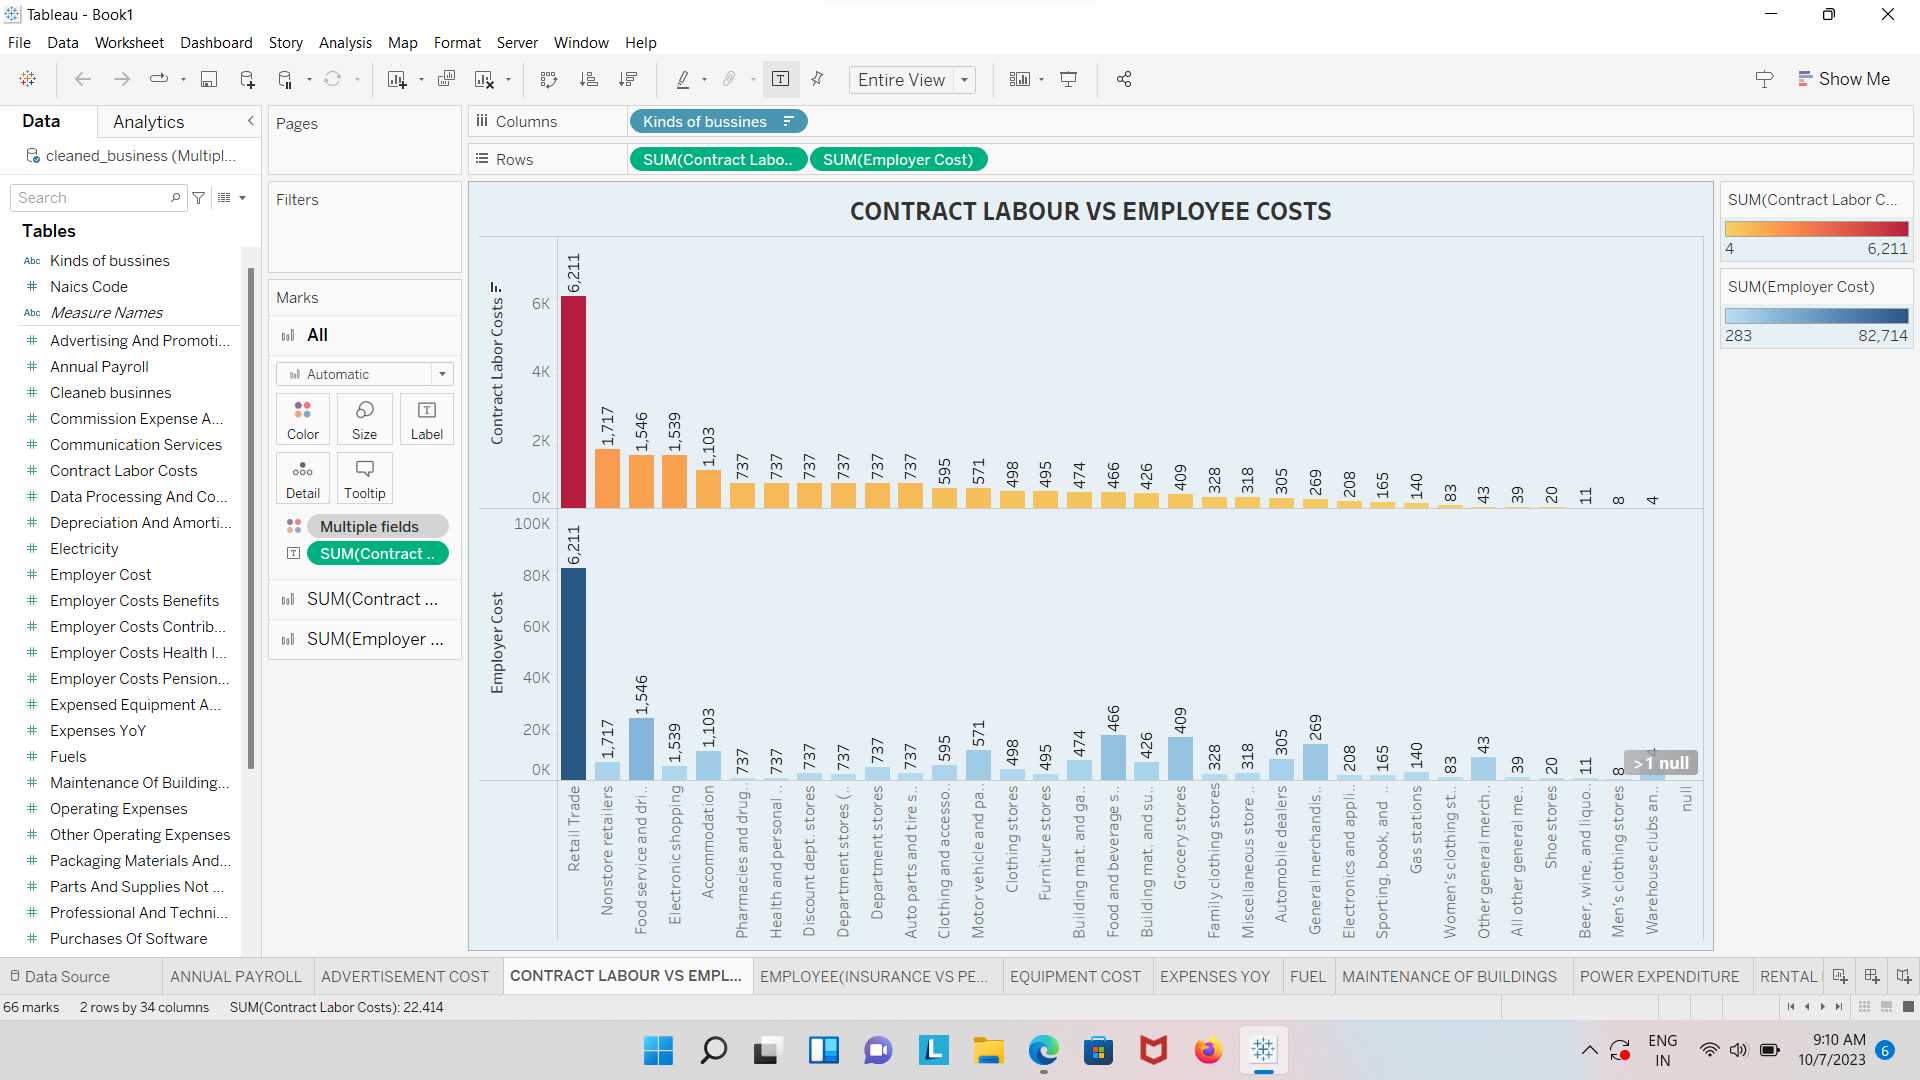 Tableau - Book1
File Data Worksheet Dashboard Story Analysis Map Format Server Window Help
Entire View
Show Me
Data
Analytics
cleaned_business (Multipl...
Search
Tables
Abc Kinds of bussines
# Naics Code
Abc Measure Names
# Advertising And Promoti...
# Annual Payroll
# Cleaneb businnes
# Commission Expense A...
# Communication Services
# Contract Labor Costs
# Data Processing And Co...
# Depreciation And Amorti...
# Electricity
# Employer Cost
# Employer Costs Benefits
# Employer Costs Contrib...
# Employer Costs Health I...
# Employer Costs Pension...
# Expensed Equipment A...
# Expenses YoY
# Fuels
# Maintenance Of Building...
# Operating Expenses
# Other Operating Expenses
# Packaging Materials And...
# Parts And Supplies Not ...
# Professional And Techni...
# Purchases Of Software
Pages
Filters
Marks
All
Automatic
Color
Size
Label
Detail
Tooltip
Multiple fields
SUM(Contract ..
SUM(Contract ...
SUM(Employer ...
Columns
Kinds of bussines
Rows
SUM(Contract Labo..
SUM(Employer Cost)
CONTRACT LABOUR VS EMPLOYEE COSTS
Contract Labor Costs
6K
4K
2K
0K
6,211
1,717
1,546
1,539
1,103
737
737
737
737
737
737
595
571
498
495
474
466
426
409
328
318
305
269
208
165
140
83
43
39
20
11
8
4
Employer Cost
100K
80K
60K
40K
20K
0K
6,211
1,717
1,546
1,539
1,103
737
737
737
737
737
737
595
571
498
495
474
466
426
409
328
318
305
269
208
165
140
83
43
39
20
11
8
4
>1 null
Retail Trade
Nonstore retailers
Food service and dri..
Electronic shopping
Accommodation
Pharmacies and drug..
Health and personal ..
Discount dept. stores
Department stores (..
Department stores
Auto parts and tire s..
Clothing and accesso..
Motor vehicle and pa..
Clothing stores
Furniture stores
Building mat. and ga..
Food and beverage s..
Building mat. and su..
Grocery stores
Family clothing stores
Miscellaneous store ..
Automobile dealers
General merchandis..
Electronics and appli..
Sporting, book, and ..
Gas stations
Women's clothing st..
Other general merch..
All other general me..
Shoe stores
Beer, wine, and liquo..
Men's clothing stores
Warehouse clubs an..
null
SUM(Contract Labor C...
4 6,211
SUM(Employer Cost)
283 82,714
Data Source
ANNUAL PAYROLL
ADVERTISEMENT COST
CONTRACT LABOUR VS EMPL...
EMPLOYEE(INSURANCE VS PE...
EQUIPMENT COST
EXPENSES YOY
FUEL
MAINTENANCE OF BUILDINGS
POWER EXPENDITURE
RENTAL
66 marks 2 rows by 34 columns SUM(Contract Labor Costs): 22,414
ENG
IN
9:10 AM
10/7/2023
6